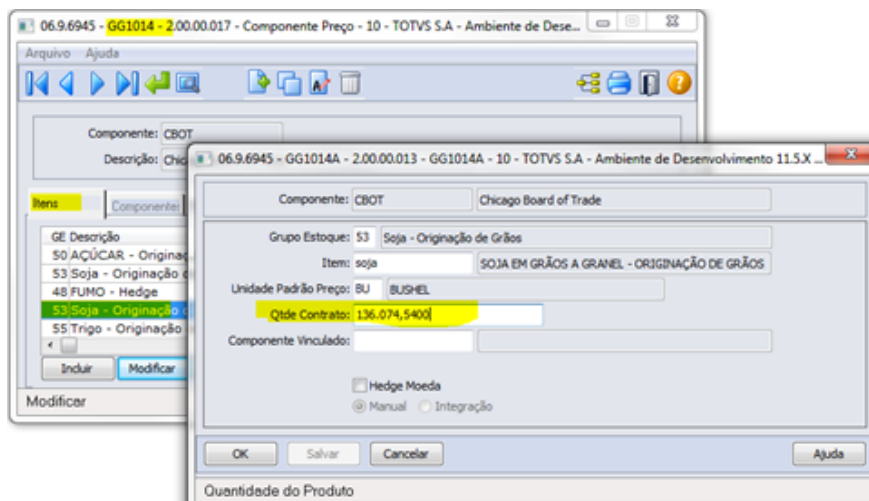 06.9.6945 - GG1014 - 2.00.00.017 - Componente Preço - 10 - TOTVS S.A - Ambiente de Dese...
Arquivo Ajuda
Componente: CBOT
Descrição: Chic
Itens Componente
GE Descrição
50 AÇÚCAR - Originaç
53 Soja - Originação
48 FUMO - Hedge
53 Soja - Originação
55 Trigo - Originação
Incluir Modificar
Modificar
06.9.6945 - GG1014A - 2.00.00.013 - GG1014A - 10 - TOTVS S.A - Ambiente de Desenvolvimento 11.5.X ...
Componente: CBOT Chicago Board of Trade
Grupo Estoque: 53 Soja - Originação de Grãos
Item: soja SOJA EM GRÃOS A GRANEL - ORIGINAÇÃO DE GRÃOS
Unidade Padrão Preço: BU BUSHEL
Qtde Contrato: 136.074,5400
Componente Vinculado:
Hedge Moeda
Manual Integração
OK Salvar Cancelar Ajuda
Quantidade do Produto